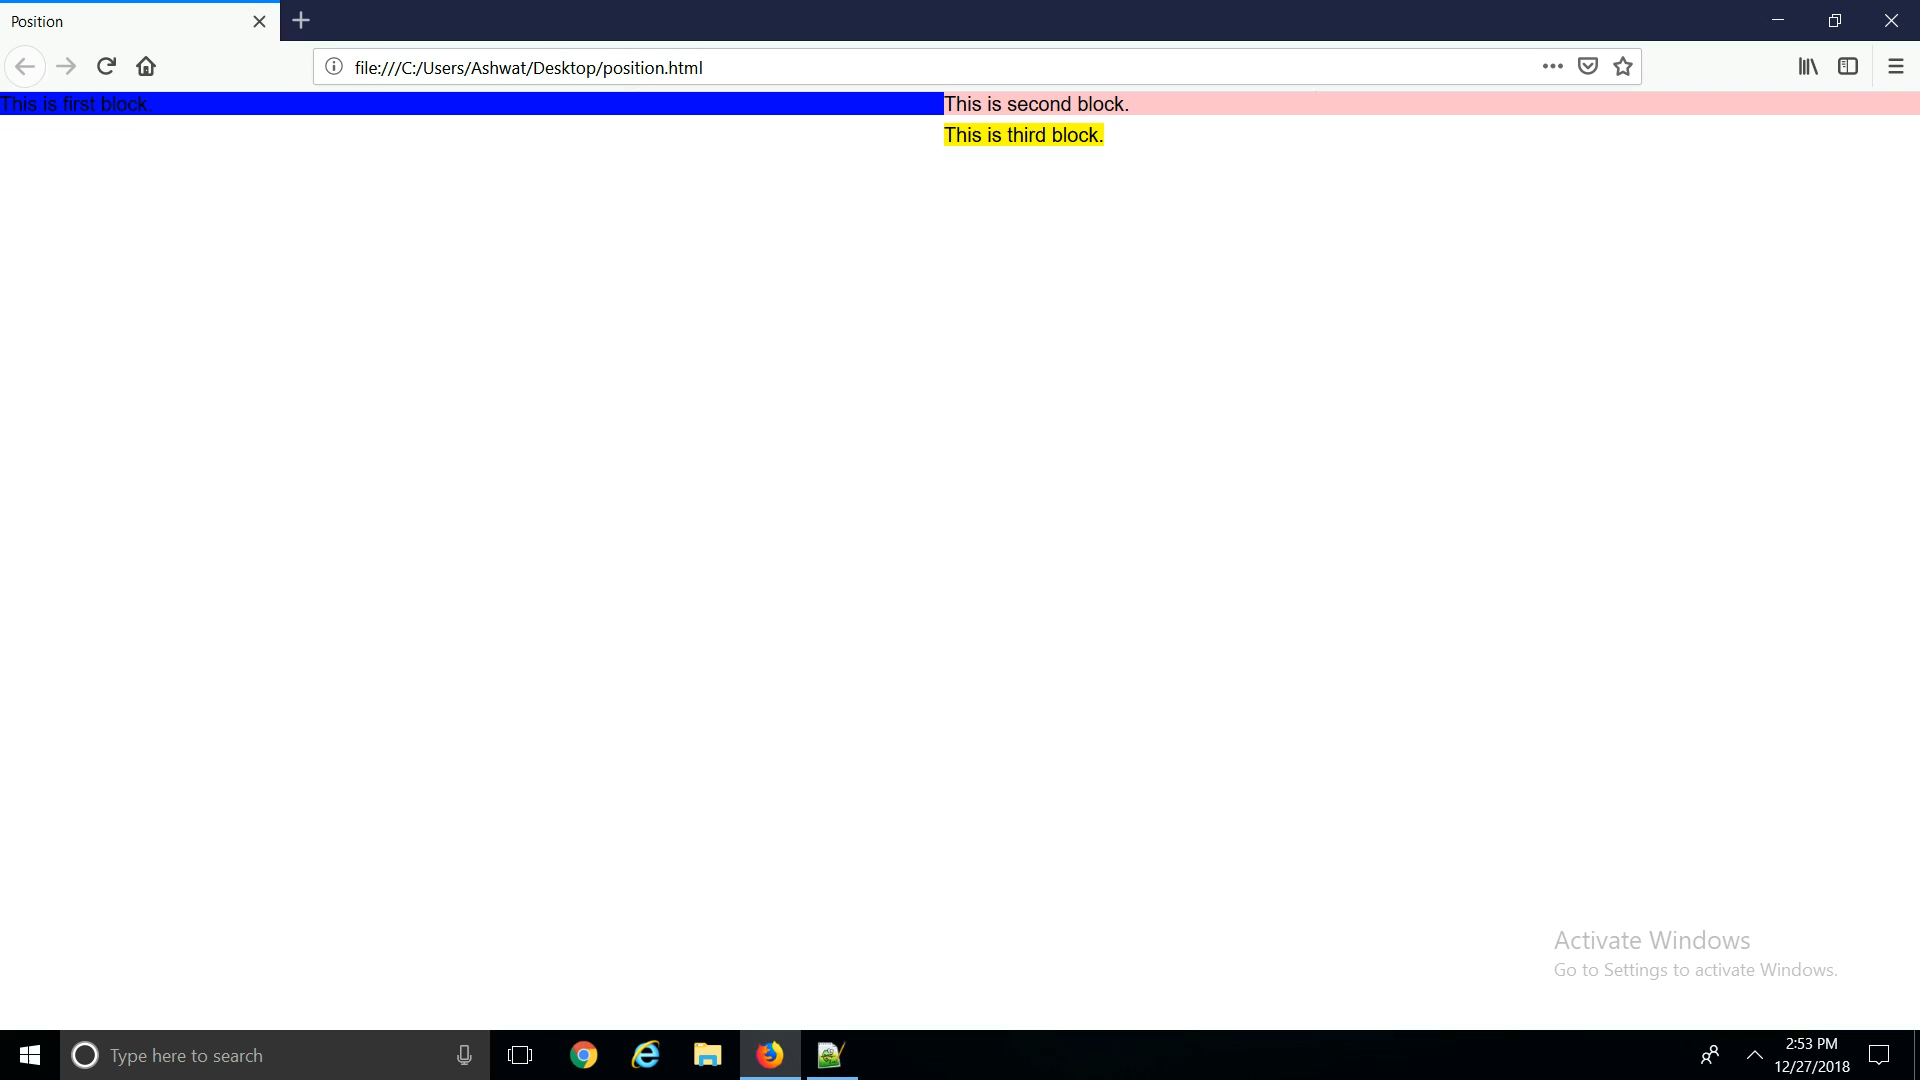 Position
file:///C:/Users/Ashwat/Desktop/position.html
This is first block.
This is second block.
This is third block.
Activate Windows
Go to Settings to activate Windows.
Type here to search
2:53 PM
12/27/2018